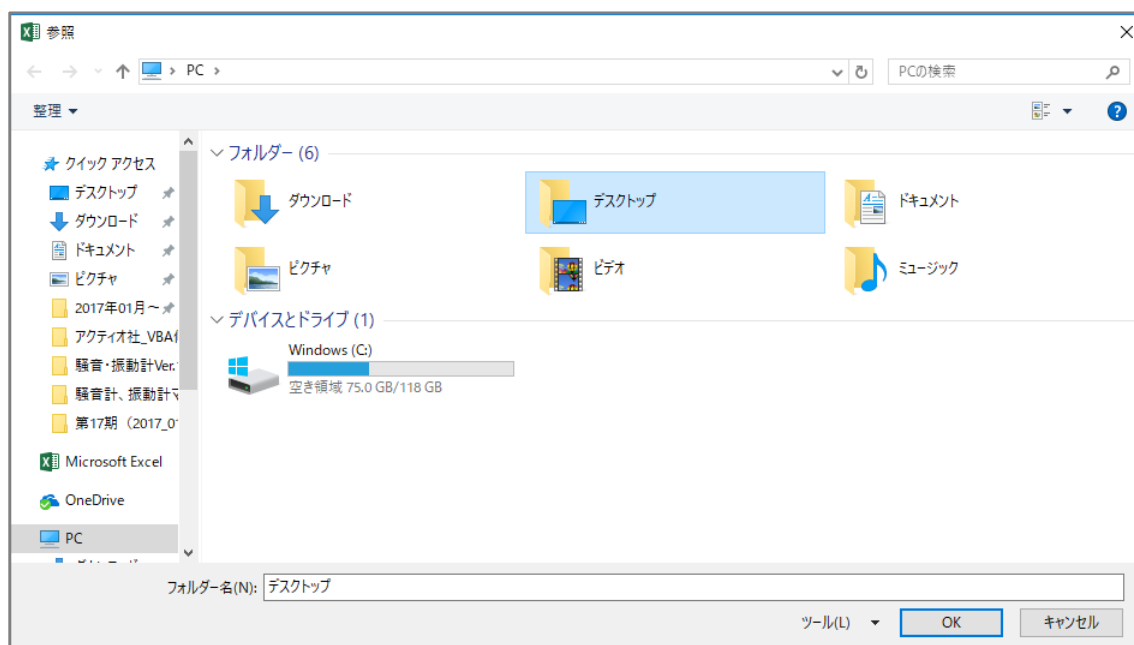 参照
PC
PCの検索
整理
クイック アクセス
デスクトップ
ダウンロード
ドキュメント
ピクチャ
2017年01月～
アクティオ社_VBA
騒音・振動計Ver.
騒音計、振動計
第17期（2017_0
Microsoft Excel
OneDrive
PC
フォルダー (6)
ダウンロード
デスクトップ
ドキュメント
ピクチャ
ビデオ
ミュージック
デバイスとドライブ (1)
Windows (C:)
空き領域 75.0 GB/118 GB
フォルダー名(N): デスクトップ
ツール(L) OK キャンセル